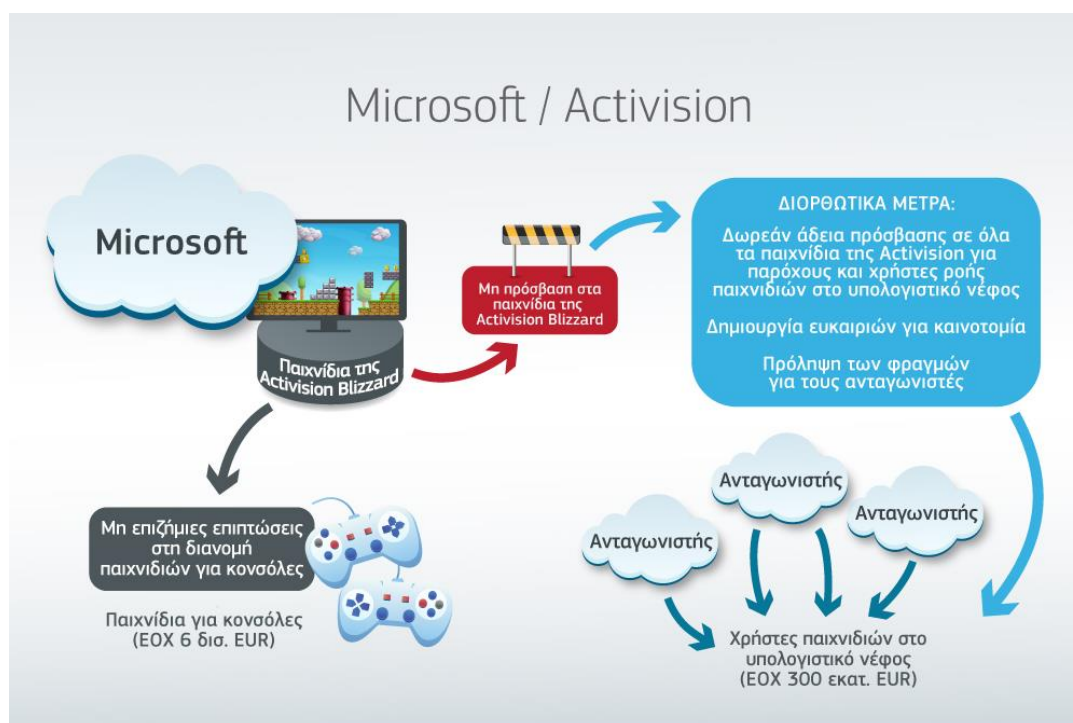 Microsoft / Activision
Microsoft
Παιχνίδια της
Activision Blizzard
Μη πρόσβαση στα
παιχνίδια της
Activision Blizzard
ΔΙΟΡΘΩΤΙΚΑ ΜΕΤΡΑ:
Δωρεάν άδεια πρόσβασης σε όλα
τα παιχνίδια της Activision για
παρόχους και χρήστες ροής
παιχνιδιών στο υπολογιστικό νέφος
Δημιουργία ευκαιριών για καινοτομία
Πρόληψη των φραγμών
για τους ανταγωνιστές
Μη επιζήμιες επιπτώσεις
στη διανομή
παιχνιδιών για κονσόλες
Παιχνίδια για κονσόλες
(ΕΟΧ 6 δισ. EUR)
Ανταγωνιστής
Ανταγωνιστής
Ανταγωνιστής
Χρήστες παιχνιδιών στο
υπολογιστικό νέφος
(ΕΟΧ 300 εκατ. EUR)